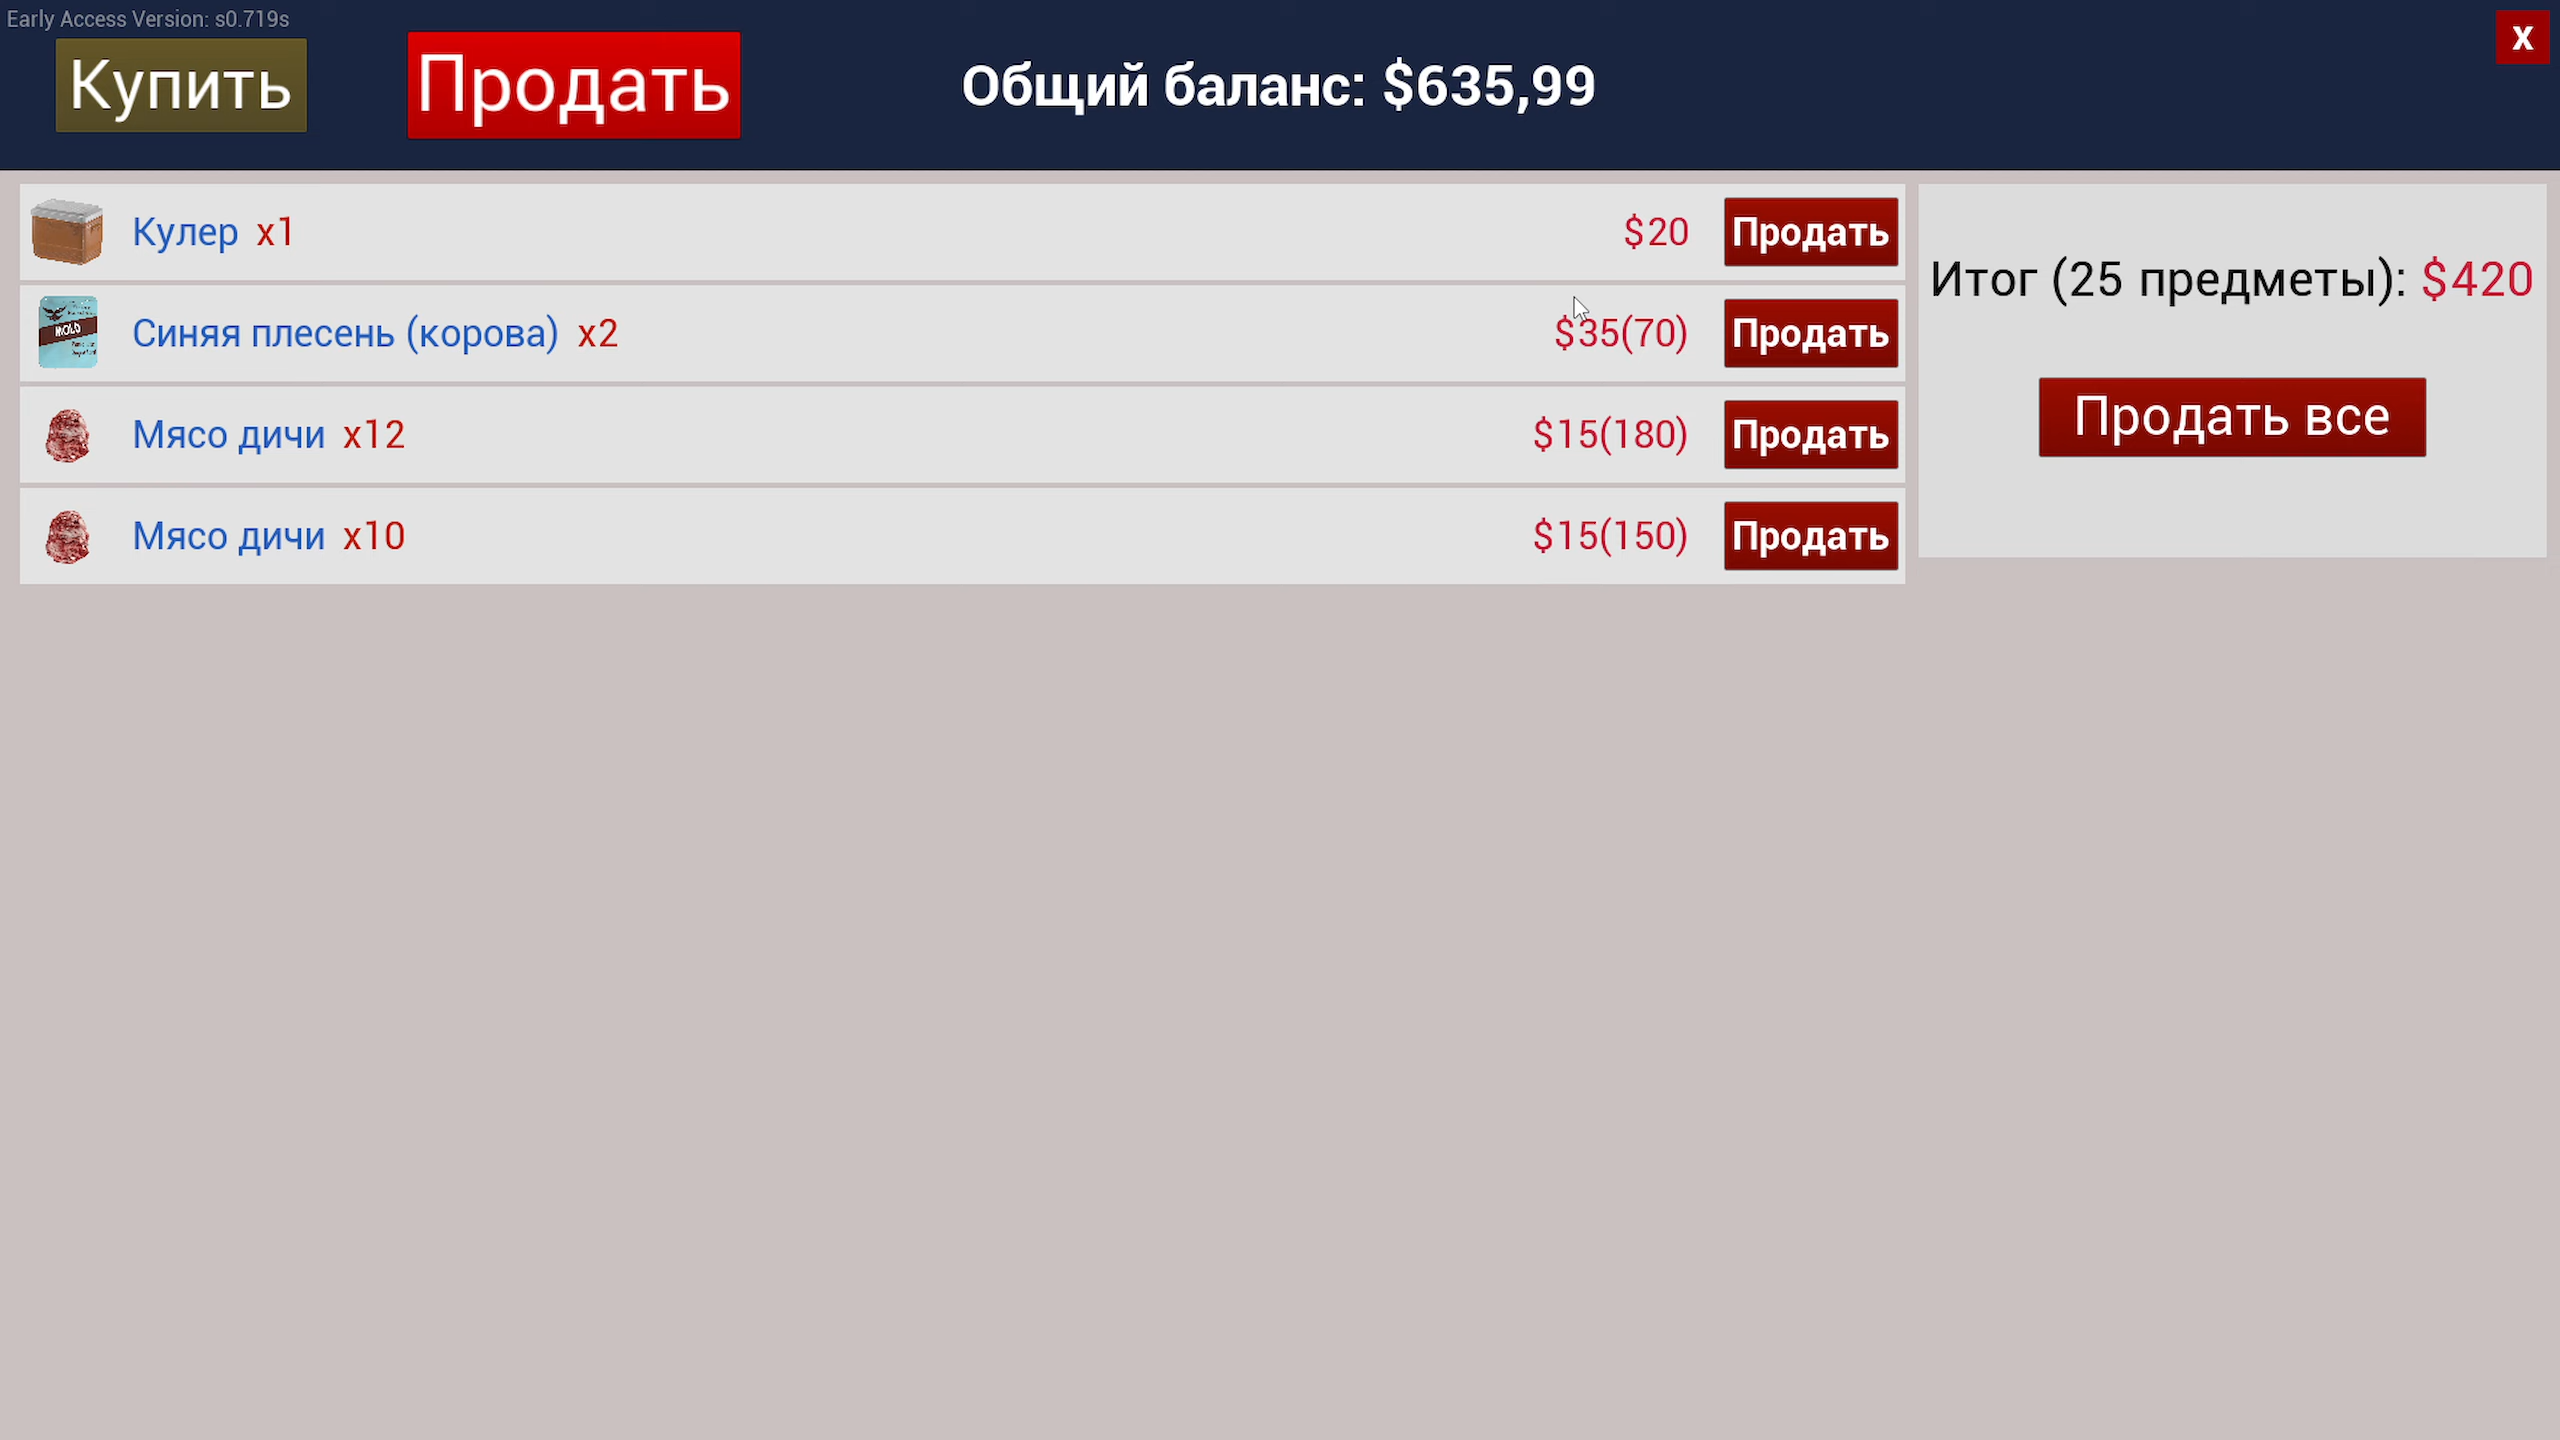 Early Access Version: s0.719s
Купить
Продать
Общий баланс: $635,99
X
Кулер x1
$20
Продать
Синяя плесень (корова) x2
$35(70)
Продать
Мясо дичи x12
$15(180)
Продать
Мясо дичи x10
$15(150)
Продать
Итог (25 предметы): $420
Продать все
MOLD